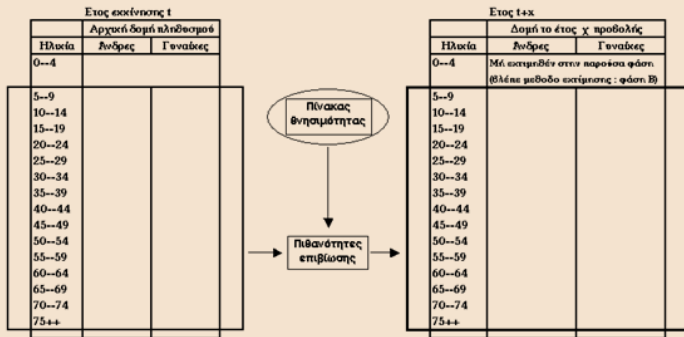 Ετος εκκίνησης t
Αρχική δομή πληθυσμού
Ηλικία Άνδρες Γυναίκες
0--4
5--9
10--14
15--19
20--24
25--29
30--34
35--39
40--44
45--49
50--54
55--59
60--64
65--69
70--74
75++
Πίνακας
θνησιμότητας
Πιθανότητες
επιβίωσης
Ετος t+x
Δομή το έτος χ προβολής
Ηλικία Άνδρες Γυναίκες
0--4 Μή εκτιμηθέν στην παρούσα φάση
(βλέπε μεθοδο εκτίμησης : φάση Β)
5--9
10--14
15--19
20--24
25--29
30--34
35--39
40--44
45--49
50--54
55--59
60--64
65--69
70--74
75++